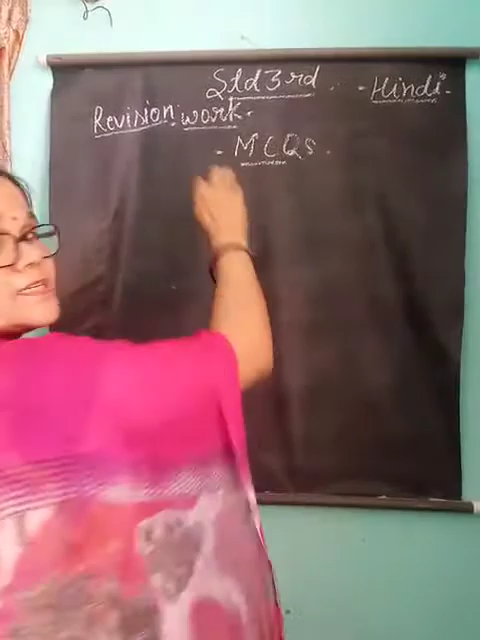 Std 3rd. - Hindi.
Revision work.
- MCQs.